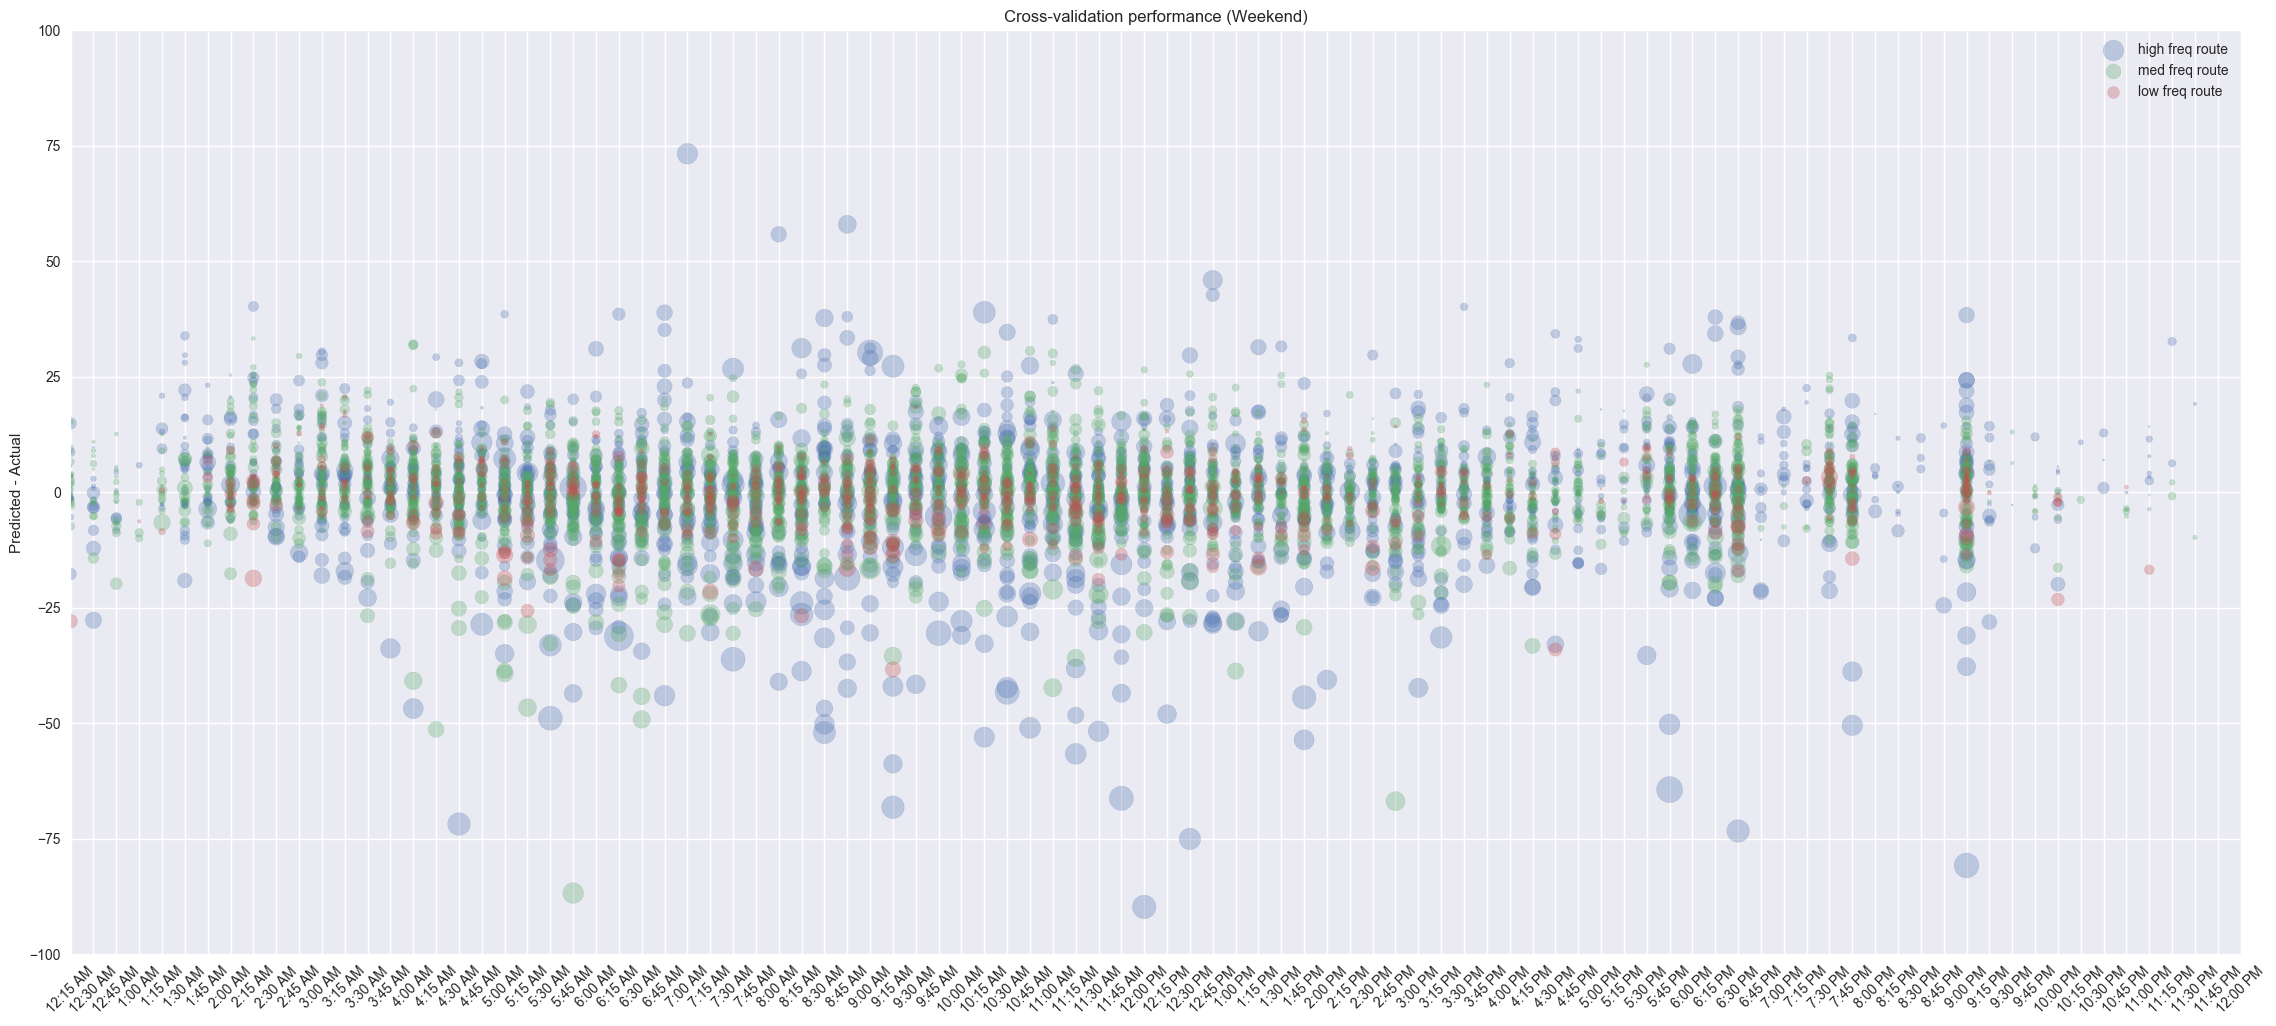 Cross-validation performance (Weekend)
100
75
50
25
0
−25
−50
−75
−100
Predicted - Actual
high freq route
med freq route
low freq route
12:15 AM
12:30 AM
12:45 AM
1:00 AM
1:15 AM
1:30 AM
1:45 AM
2:00 AM
2:15 AM
2:30 AM
2:45 AM
3:00 AM
3:15 AM
3:30 AM
3:45 AM
4:00 AM
4:15 AM
4:30 AM
4:45 AM
5:00 AM
5:15 AM
5:30 AM
5:45 AM
6:00 AM
6:15 AM
6:30 AM
6:45 AM
7:00 AM
7:15 AM
7:30 AM
7:45 AM
8:00 AM
8:15 AM
8:30 AM
8:45 AM
9:00 AM
9:15 AM
9:30 AM
9:45 AM
10:00 AM
10:15 AM
10:30 AM
10:45 AM
11:00 AM
11:15 AM
11:30 AM
11:45 AM
12:00 PM
12:15 PM
12:30 PM
12:45 PM
1:00 PM
1:15 PM
1:30 PM
1:45 PM
2:00 PM
2:15 PM
2:30 PM
2:45 PM
3:00 PM
3:15 PM
3:30 PM
3:45 PM
4:00 PM
4:15 PM
4:30 PM
4:45 PM
5:00 PM
5:15 PM
5:30 PM
5:45 PM
6:00 PM
6:15 PM
6:30 PM
6:45 PM
7:00 PM
7:15 PM
7:30 PM
7:45 PM
8:00 PM
8:15 PM
8:30 PM
8:45 PM
9:00 PM
9:15 PM
9:30 PM
9:45 PM
10:00 PM
10:15 PM
10:30 PM
10:45 PM
11:00 PM
11:15 PM
11:30 PM
11:45 PM
12:00 PM